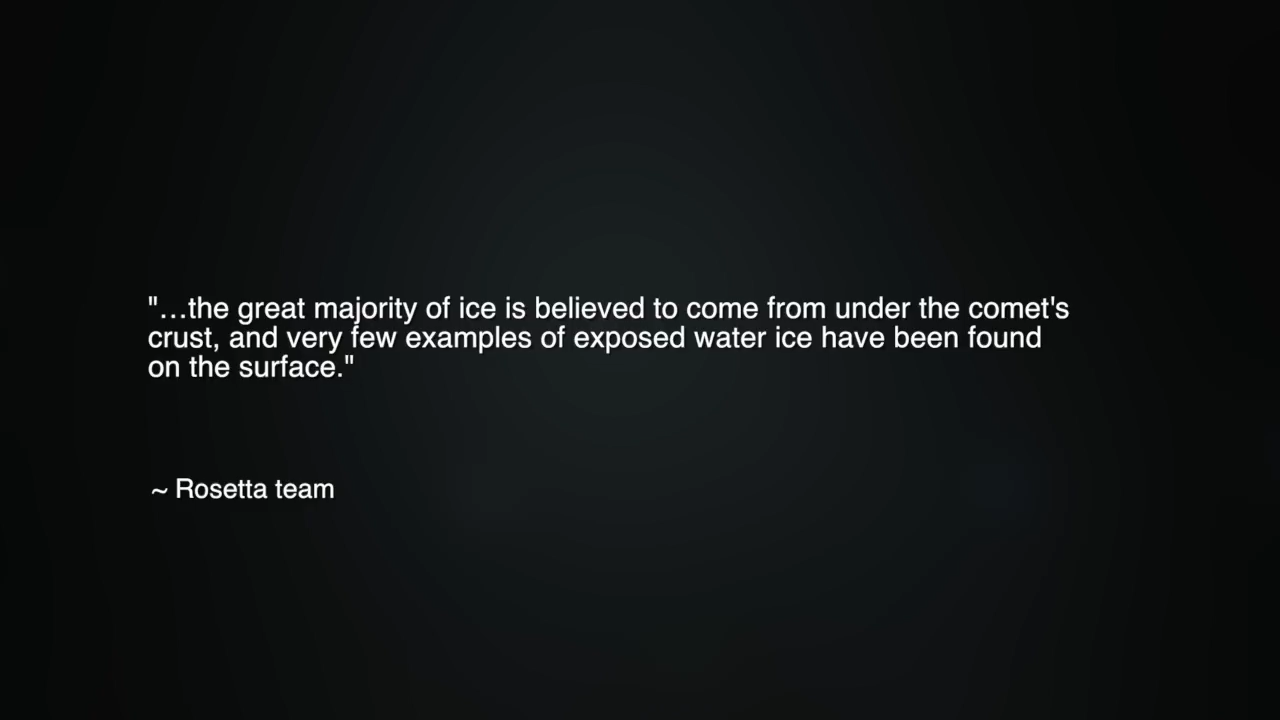 "…the great majority of ice is believed to come from under the comet's
crust, and very few examples of exposed water ice have been found
on the surface."
~ Rosetta team